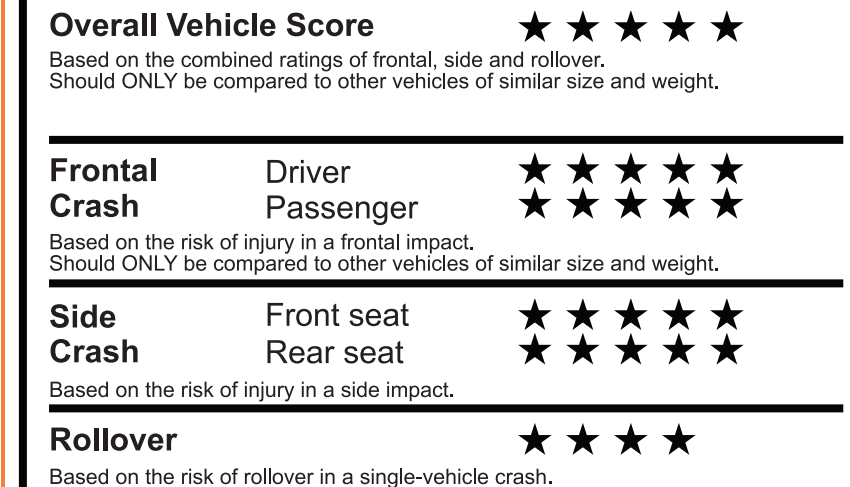 Overall Vehicle Score ★ ★ ★ ★ ★
Based on the combined ratings of frontal, side and rollover.
Should ONLY be compared to other vehicles of similar size and weight.
Frontal Driver ★ ★ ★ ★ ★
Crash Passenger ★ ★ ★ ★ ★
Based on the risk of injury in a frontal impact.
Should ONLY be compared to other vehicles of similar size and weight.
Side Front seat ★ ★ ★ ★ ★
Crash Rear seat ★ ★ ★ ★ ★
Based on the risk of injury in a side impact.
Rollover ★ ★ ★ ★
Based on the risk of rollover in a single-vehicle crash.